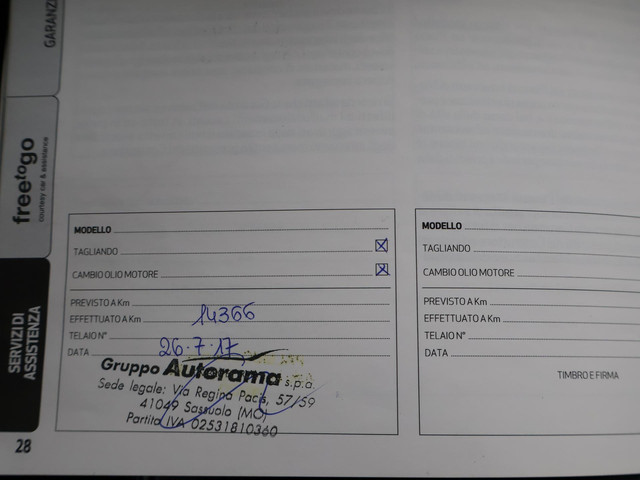 GARANZI
freetogo
courtesy car & assistance
SERVIZI DI
ASSISTENZA
MODELLO
TAGLIANDO
CAMBIO OLIO MOTORE
PREVISTO A Km
EFFETTUATO A Km 14366
TELAIO N°
DATA 26.7.17
Gruppo Autorama s.p.a.
Sede legale: Via Regina Pacis, 57/59
41049 Sassuolo (MO)
Partita IVA 02531810360
28
MODELLO
TAGLIANDO
CAMBIO OLIO MOTORE
PREVISTO A Km
EFFETTUATO A Km
TELAIO N°
DATA
TIMBRO E FIRMA